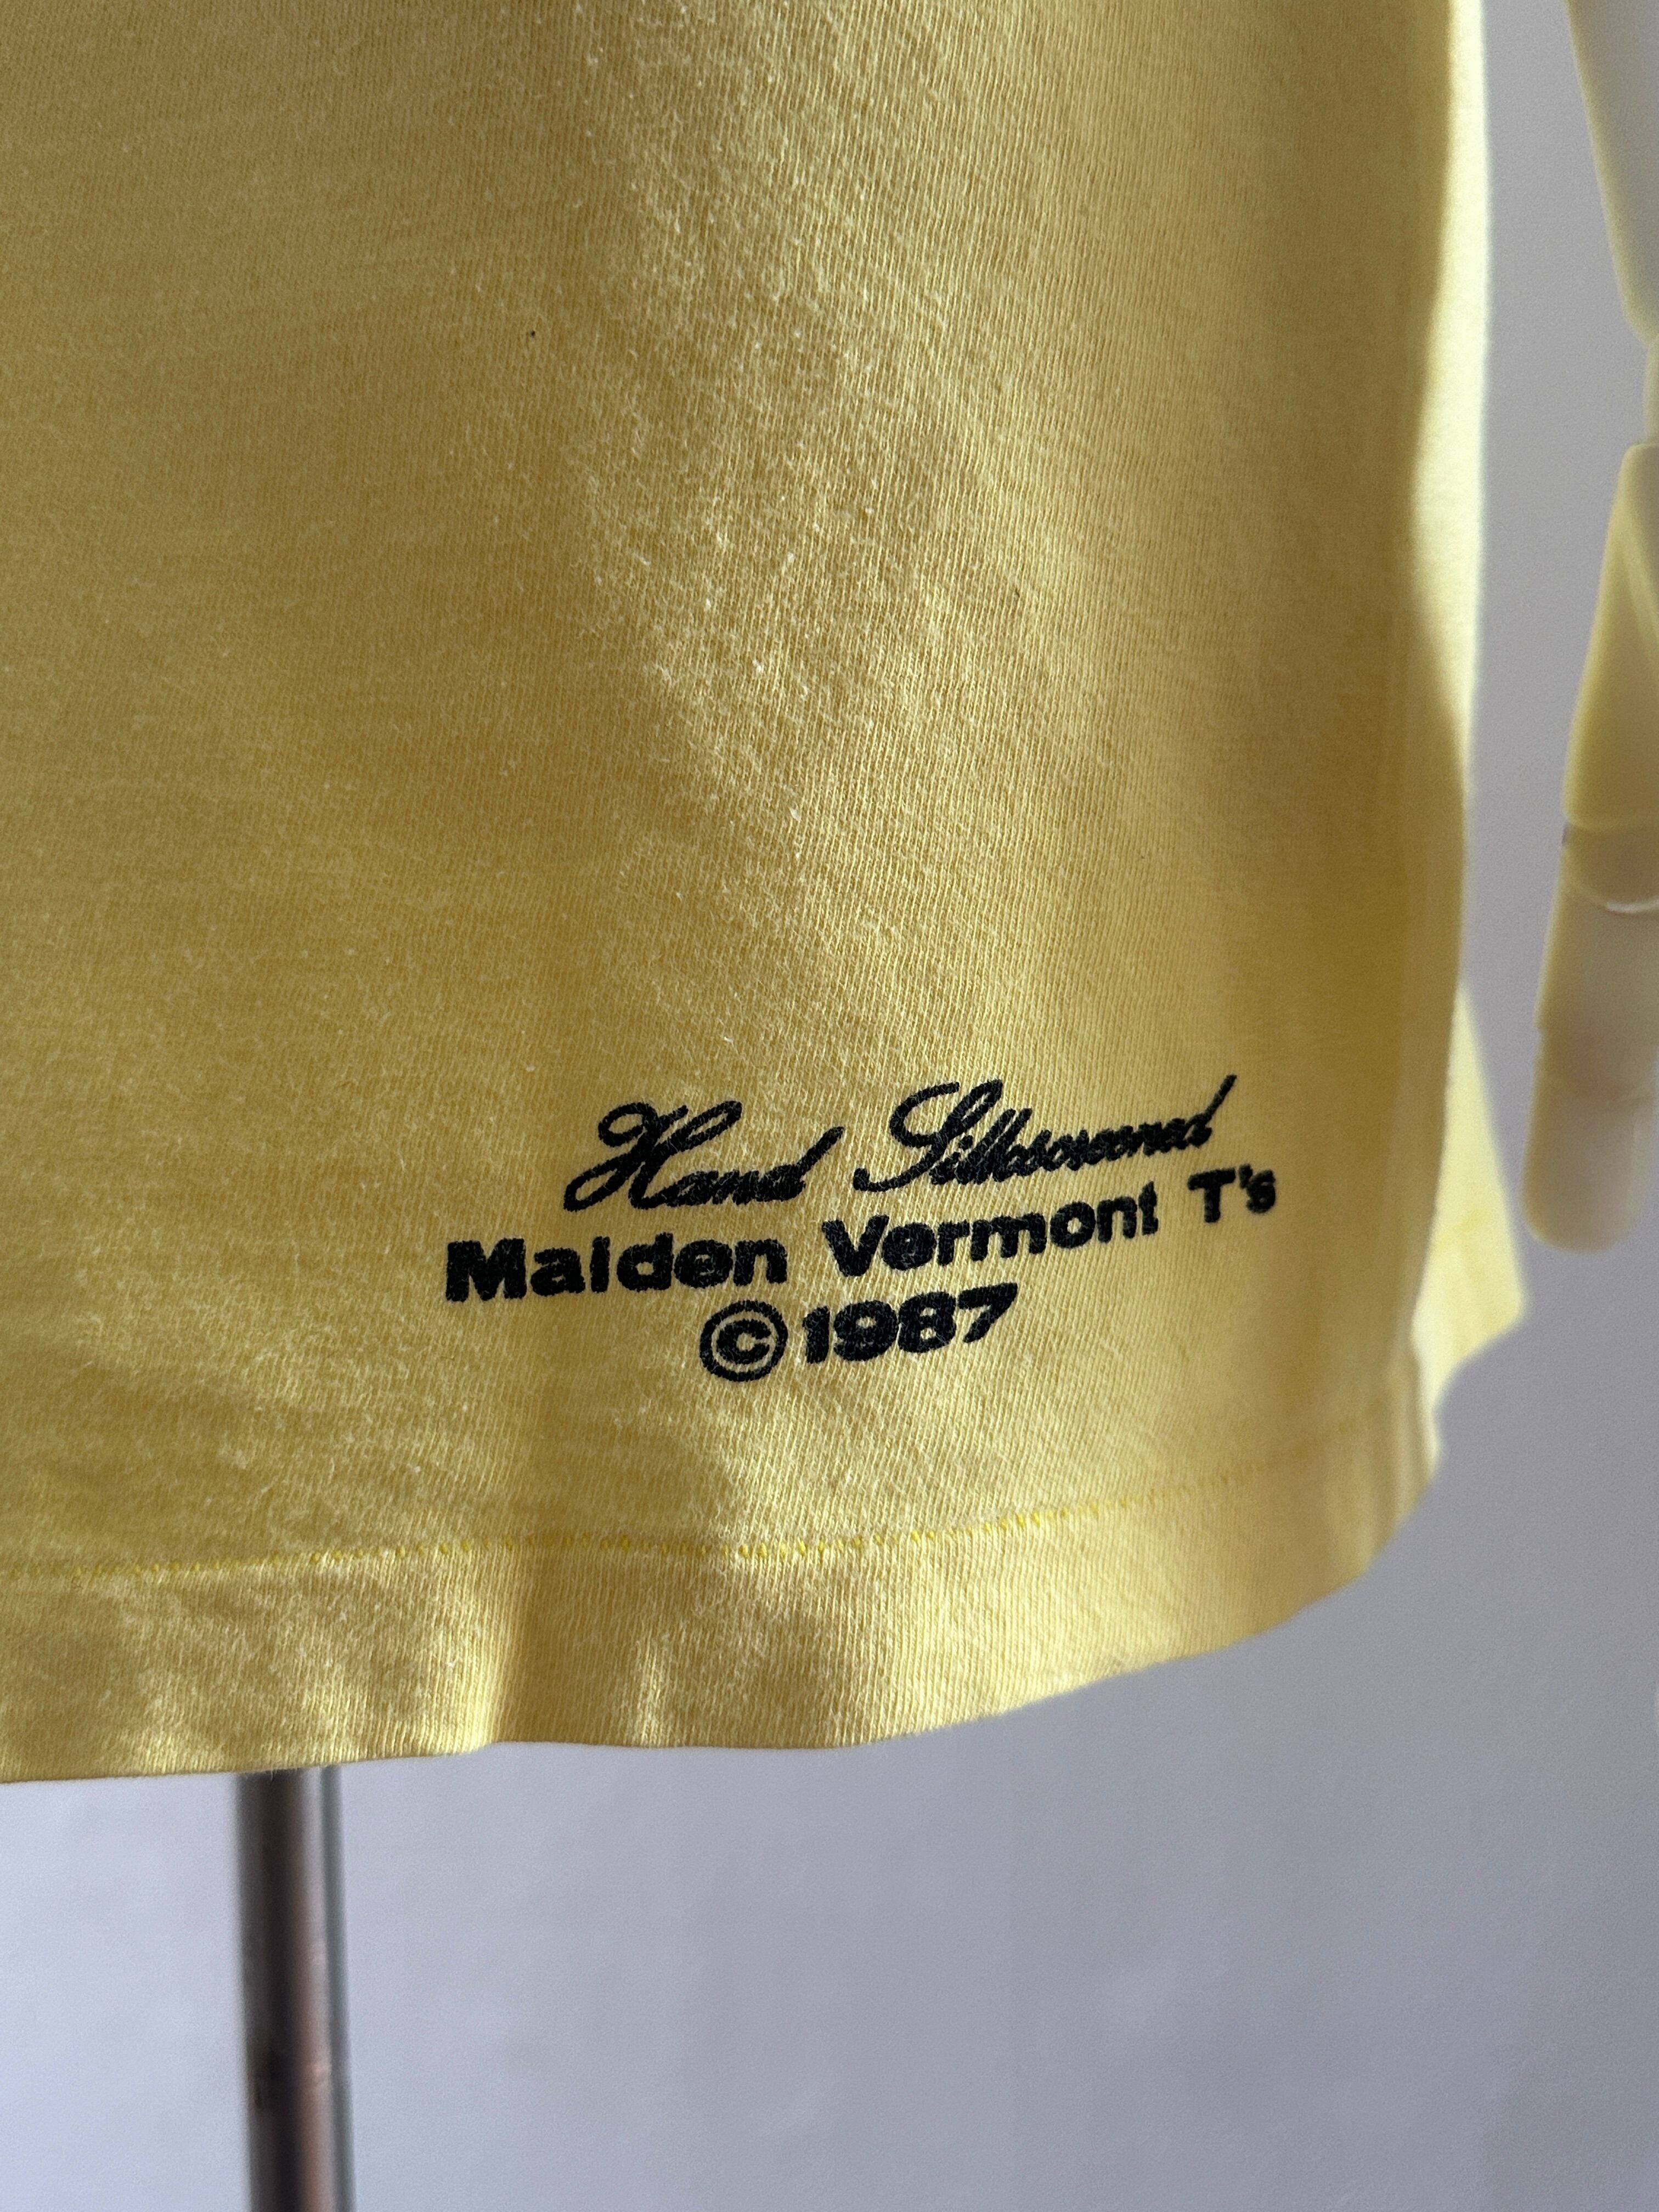 Hand Silkscreened
Maiden Vermont T's
©1987